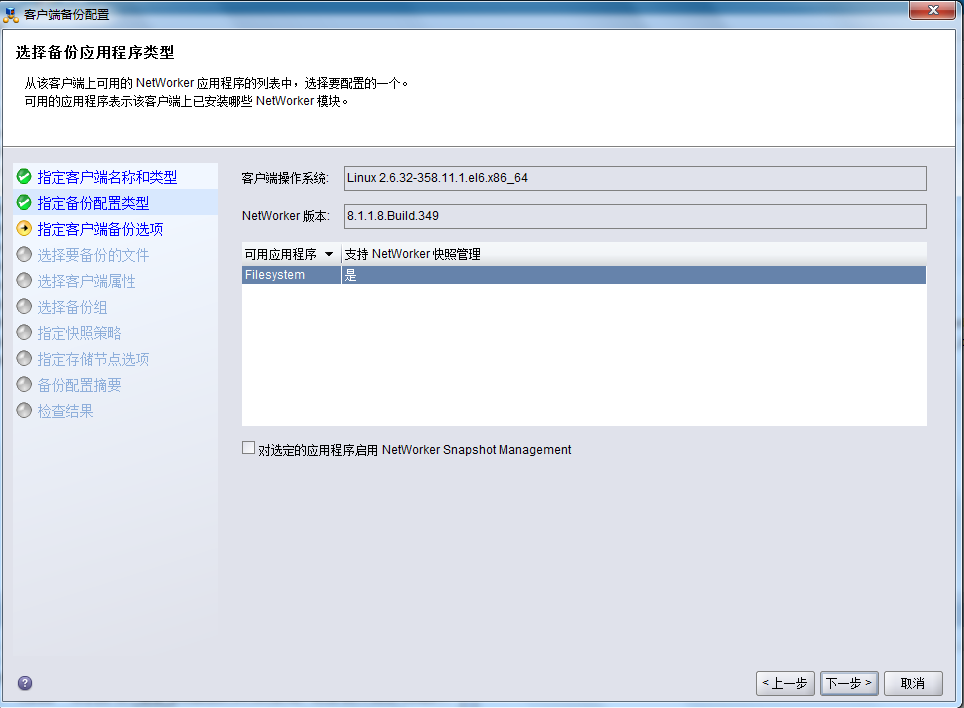 客户端备份配置
选择备份应用程序类型
从该客户端上可用的 NetWorker 应用程序的列表中，选择要配置的一个。
可用的应用程序表示该客户端上已安装哪些 NetWorker 模块。
指定客户端名称和类型
指定备份配置类型
指定客户端备份选项
选择要备份的文件
选择客户端属性
选择备份组
指定快照策略
指定存储节点选项
备份配置摘要
检查结果
客户端操作系统: Linux 2.6.32-358.11.1.el6.x86_64
NetWorker 版本: 8.1.1.8.Build.349
可用应用程序 支持 NetWorker 快照管理
Filesystem 是
对选定的应用程序启用 NetWorker Snapshot Management
?
<上一步 下一步> 取消